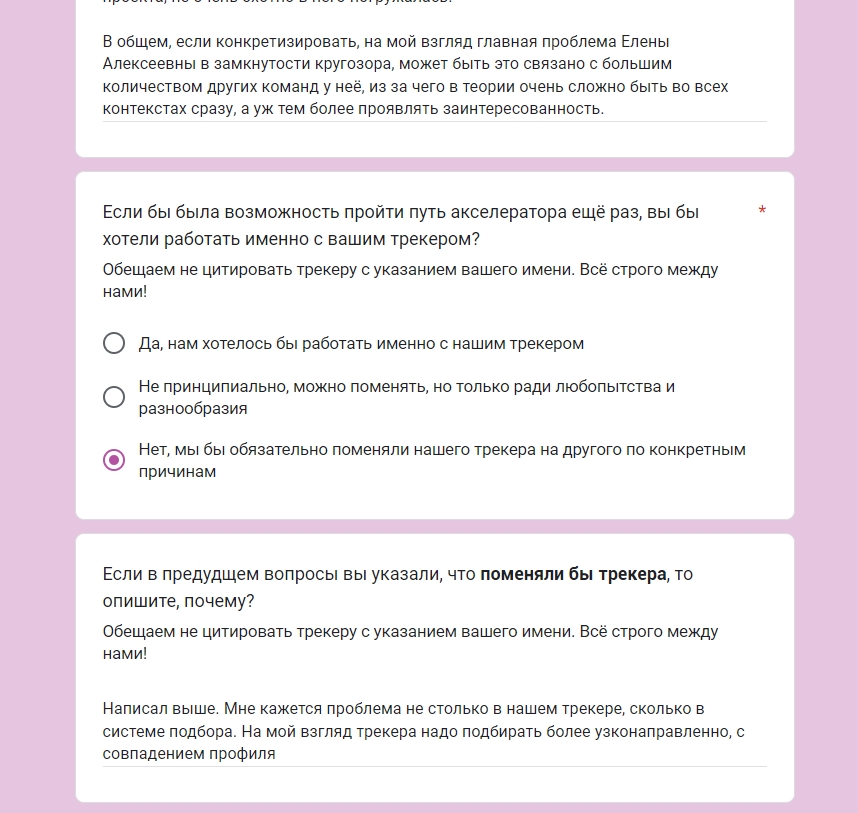 В общем, если конкретизировать, на мой взгляд главная проблема Елены
Алексеевны в замкнутости кругозора, может быть это связано с большим
количеством других команд у неё, из за чего в теории очень сложно быть во всех
контекстах сразу, а уж тем более проявлять заинтересованность.
Если бы была возможность пройти путь акселератора ещё раз, вы бы *
хотели работать именно с вашим трекером?
Обещаем не цитировать трекеру с указанием вашего имени. Всё строго между
нами!
Да, нам хотелось бы работать именно с нашим трекером
Не принципиально, можно поменять, но только ради любопытства и
разнообразия
Нет, мы бы обязательно поменяли нашего трекера на другого по конкретным
причинам
Если в предудщем вопросы вы указали, что поменяли бы трекера, то
опишите, почему?
Обещаем не цитировать трекеру с указанием вашего имени. Всё строго между
нами!
Написал выше. Мне кажется проблема не столько в нашем трекере, сколько в
системе подбора. На мой взгляд трекера надо подбирать более узконаправленно, с
совпадением профиля